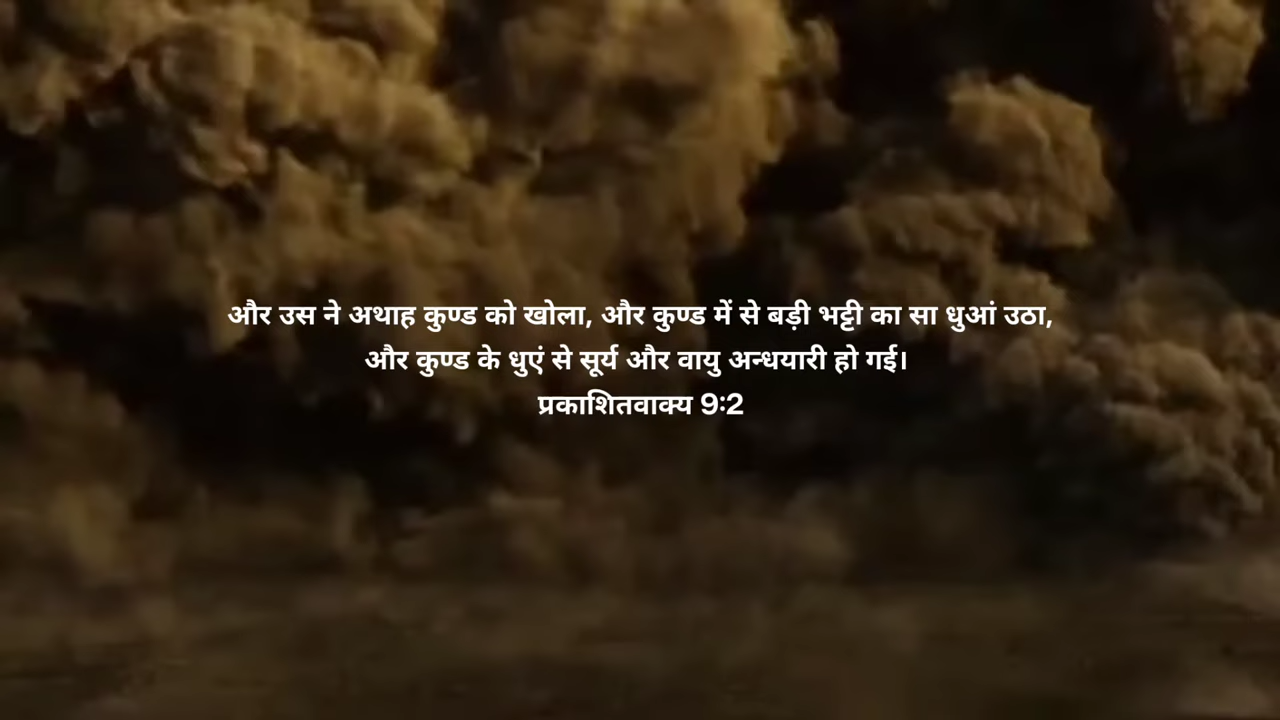 और उस ने अथाह कुण्ड को खोला, और कुण्ड में से बड़ी भट्टी का सा धुआं उठा,
और कुण्ड के धुएं से सूर्य और वायु अन्धयारी हो गई।
प्रकाशितवाक्य 9:2